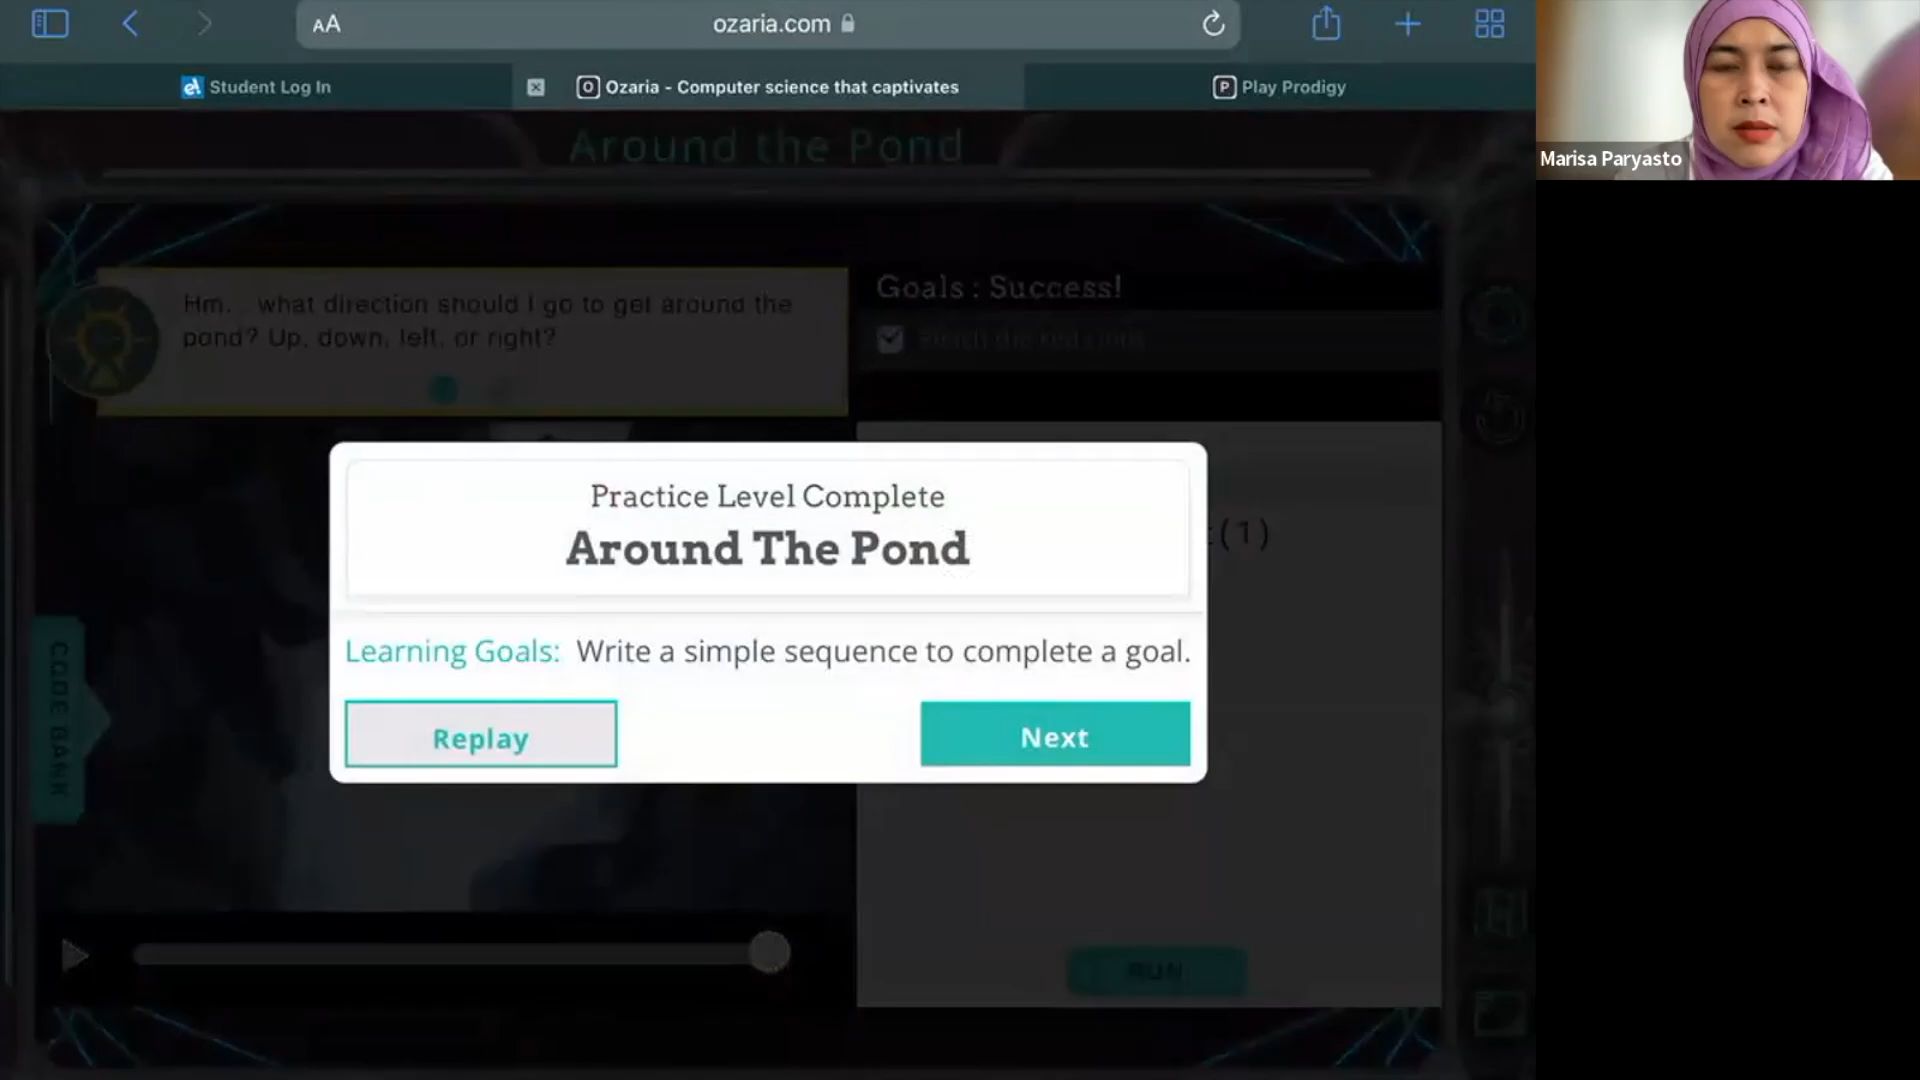 AA
ozaria.com
Student Log In
Ozaria - Computer science that captivates
Play Prodigy
Marisa Paryasto
Around the Pond
Hm... what direction should I go to get around the
pond? Up, down, left, or right?
Goals : Success!
Practice Level Complete
Around The Pond
(1)
Learning Goals: Write a simple sequence to complete a goal.
Replay
Next
CODE BANK
RUN